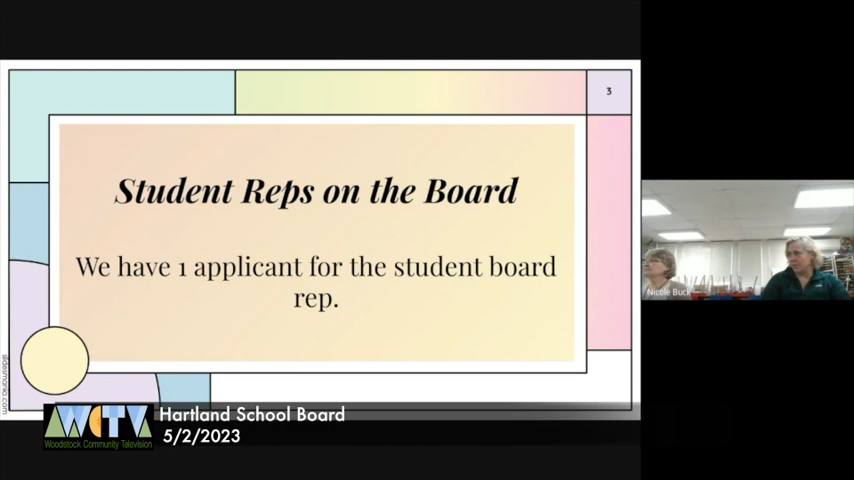 3
Student Reps on the Board
We have 1 applicant for the student board
rep.
Nicole Buck
slidesmania.com
WCTV
Woodstock Community Television
Hartland School Board
5/2/2023